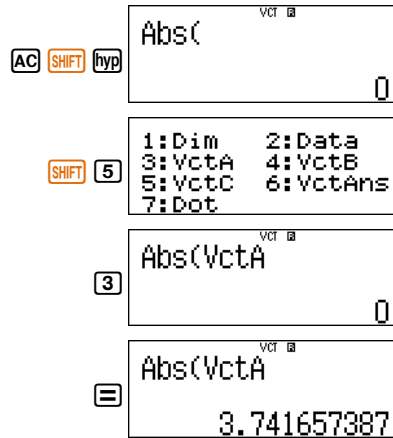 VCT R
Abs(
AC SHIFT hyp
0
1:Dim 2:Data
3:VctA 4:VctB
SHIFT 5
5:VctC 6:VctAns
7:Dot
VCT R
Abs(VctA
3
0
VCT R
Abs(VctA
=
3.741657387